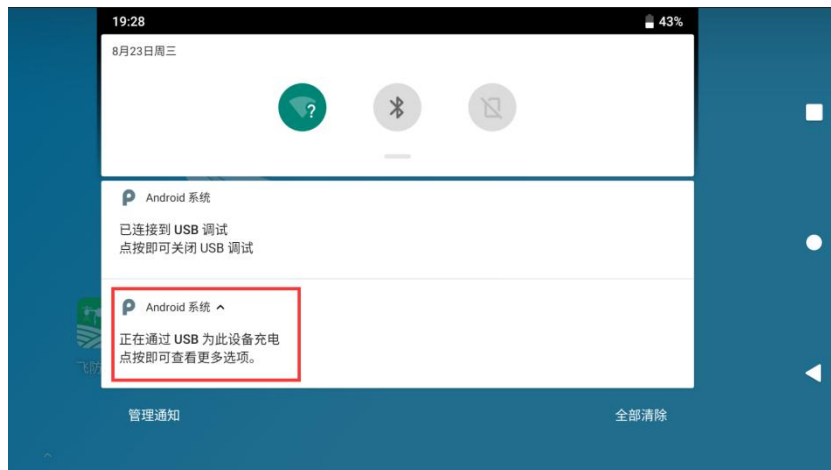 19:28
43%
8月23日周三
?
Android 系统
已连接到 USB 调试
点按即可关闭 USB 调试
Android 系统
正在通过 USB 为此设备充电
点按即可查看更多选项。
飞防
管理通知
全部清除